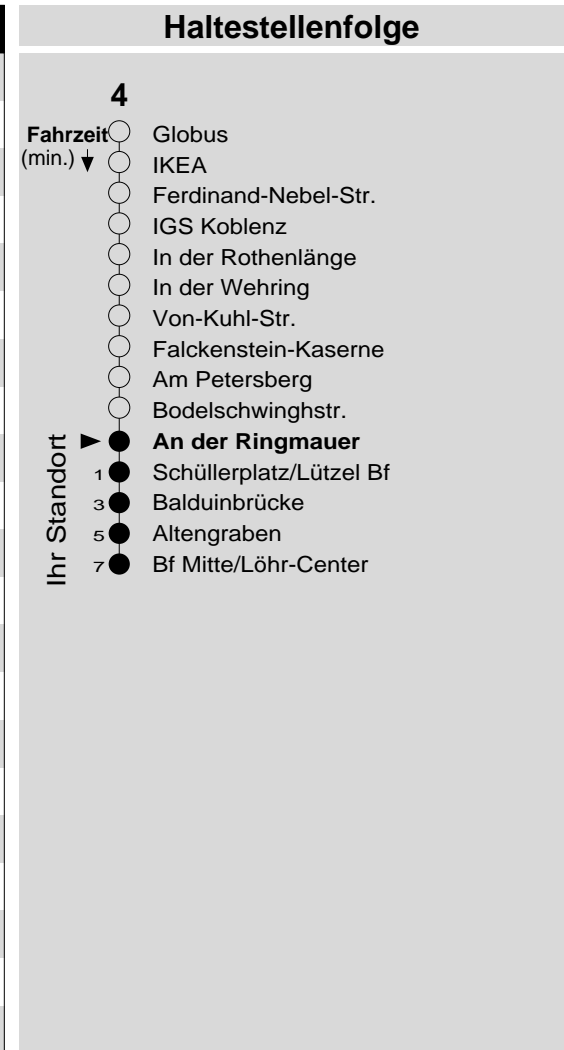 Haltestellenfolge
4
Fahrzeit Globus
(min.) IKEA
Ferdinand-Nebel-Str.
IGS Koblenz
In der Rothenlänge
In der Wehring
Von-Kuhl-Str.
Falckenstein-Kaserne
Am Petersberg
Bodelschwinghstr.
An der Ringmauer
1 Schüllerplatz/Lützel Bf
3 Balduinbrücke
5 Altengraben
7 Bf Mitte/Löhr-Center
Ihr Standort